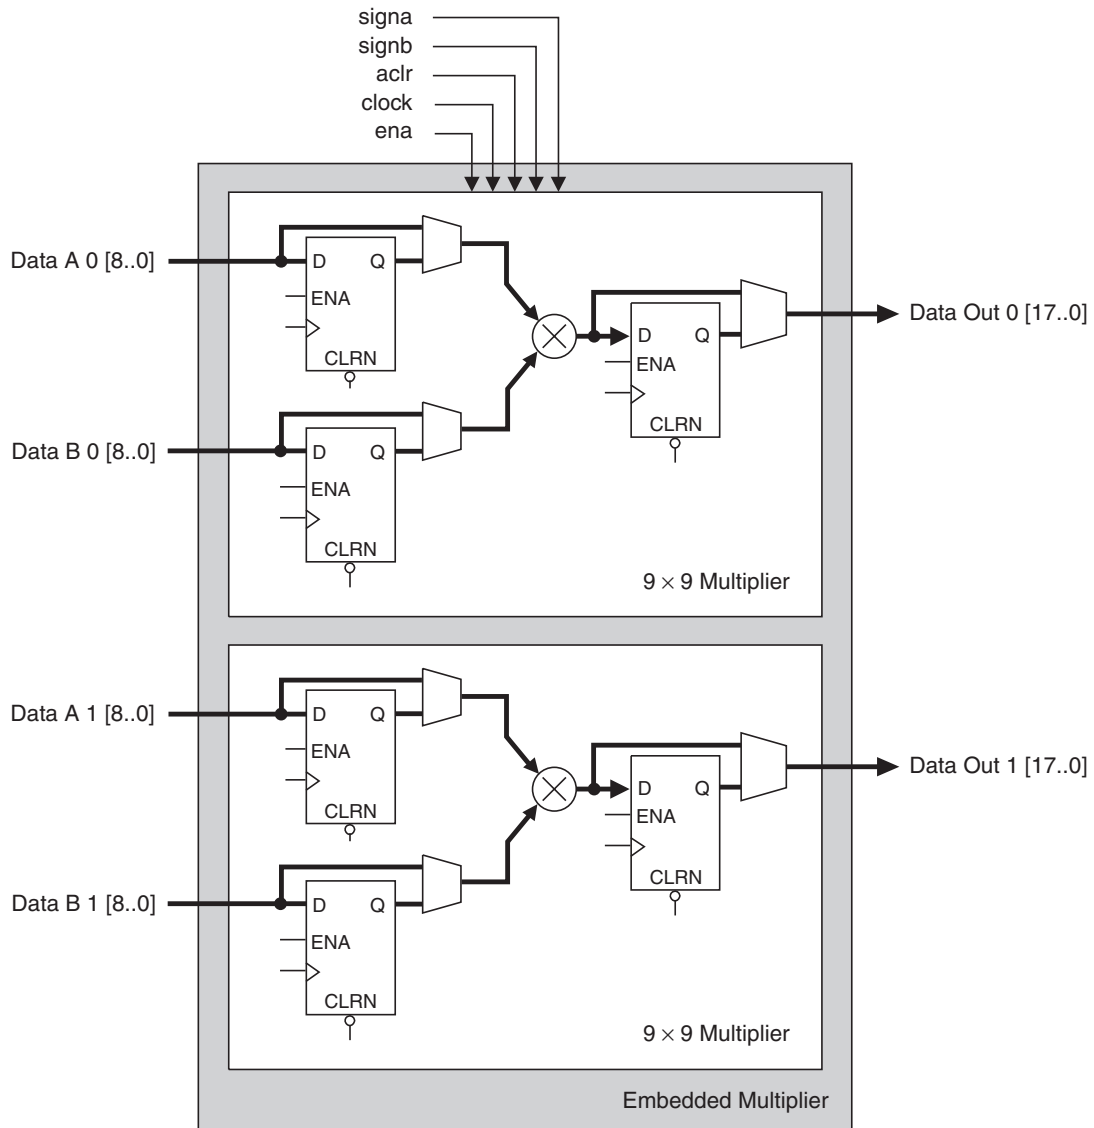 signa
signb
aclr
clock
ena
Data A 0 [8..0]
D Q
ENA
CLRN
Data B 0 [8..0]
D Q
ENA
CLRN
D Q
ENA
CLRN
Data Out 0 [17..0]
9 × 9 Multiplier
Data A 1 [8..0]
D Q
ENA
CLRN
Data B 1 [8..0]
D Q
ENA
CLRN
D Q
ENA
CLRN
Data Out 1 [17..0]
9 × 9 Multiplier
Embedded Multiplier